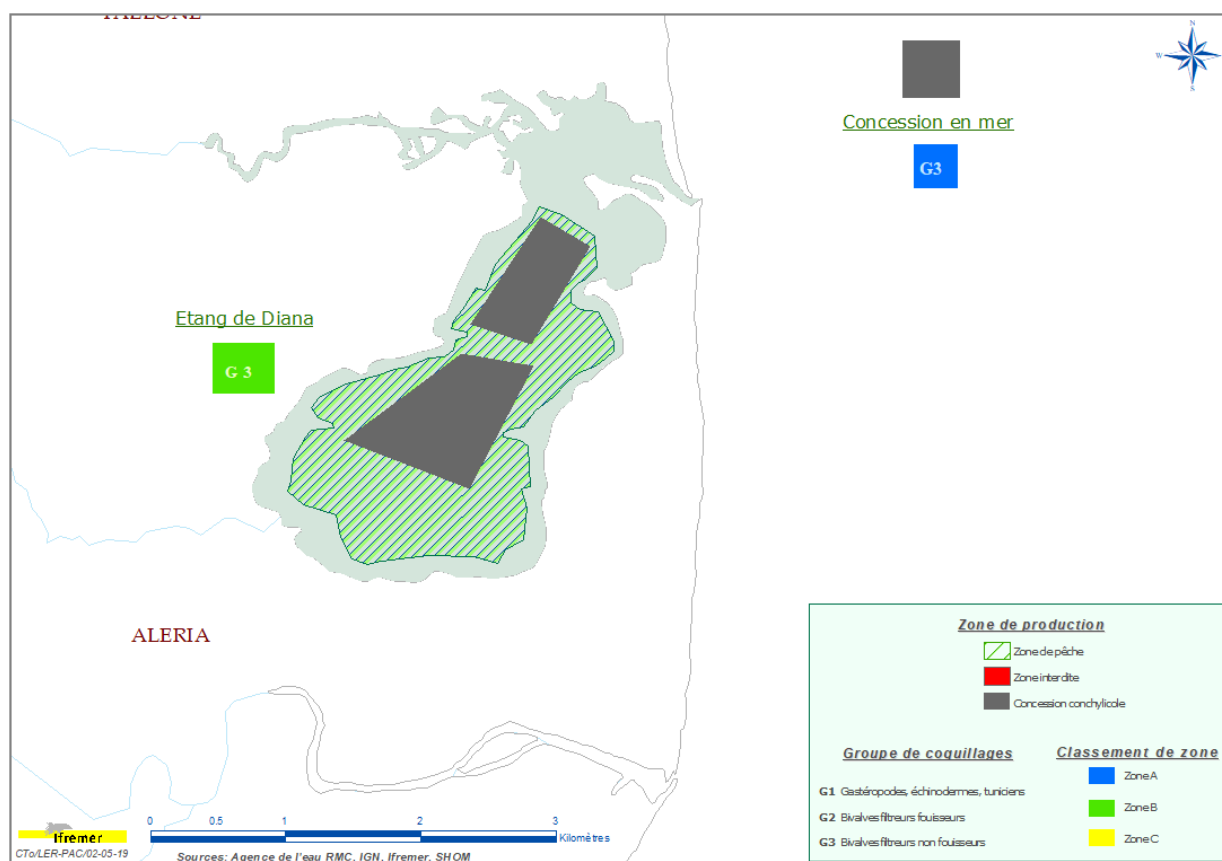 N
W
S
Concession en mer
G3
Etang de Diana
G 3
ALERIA
Zone de production
Zone de pêche
Zone interdite
Concession conchylicole
Groupe de coquillages
G1 Gastéropodes, échinodermes, tuniciens
G2 Bivalves filtreurs fouisseurs
G3 Bivalves filtreurs non fouisseurs
Classement de zone
Zone A
Zone B
Zone C
0 0.5 1 2 3
Kilomètres
Ifremer
CTo/LER-PAC/02-05-19
Sources: Agence de l'eau RMC, IGN, Ifremer, SHOM